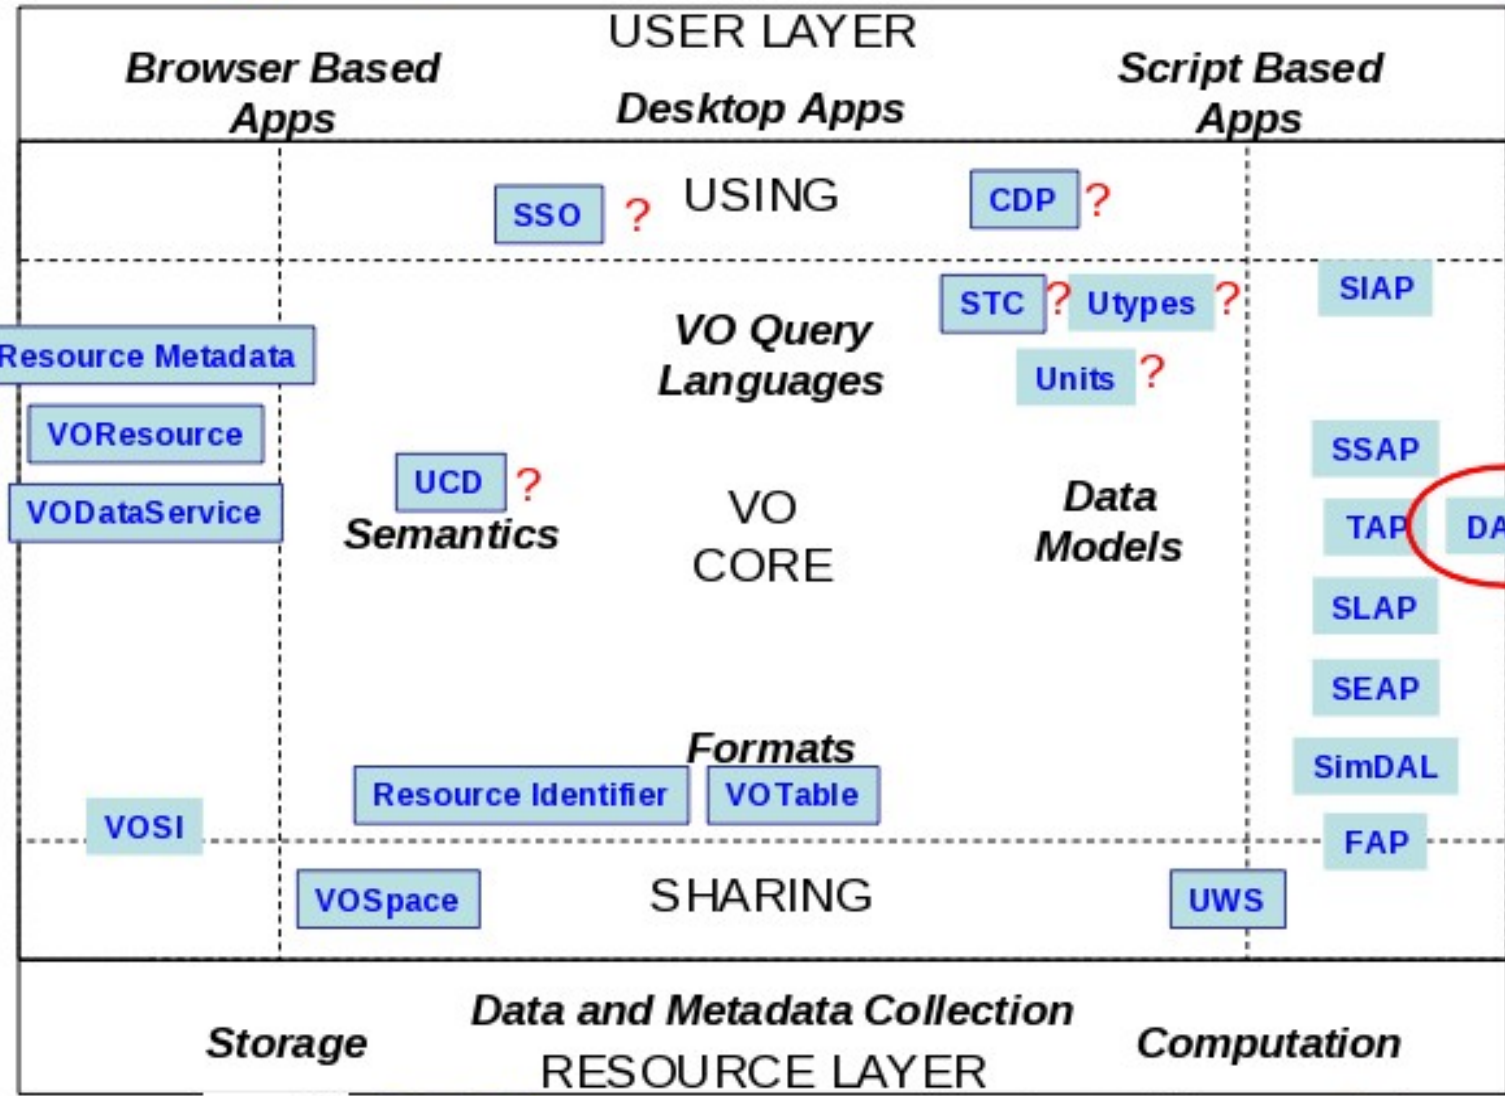 USER LAYER
Browser Based
Apps
Desktop Apps
Script Based
Apps
SSO ?
USING
CDP ?
STC ? Utypes ?
SIAP
VO Query
Languages
Units ?
Resource Metadata
VOResource
VODataService
UCD ?
Semantics
VO
CORE
Data
Models
SSAP
TAP
DA
SLAP
SEAP
SimDAL
FAP
Formats
Resource Identifier
VOTable
VOSI
VOSpace
SHARING
UWS
Data and Metadata Collection
Storage
Computation
RESOURCE LAYER